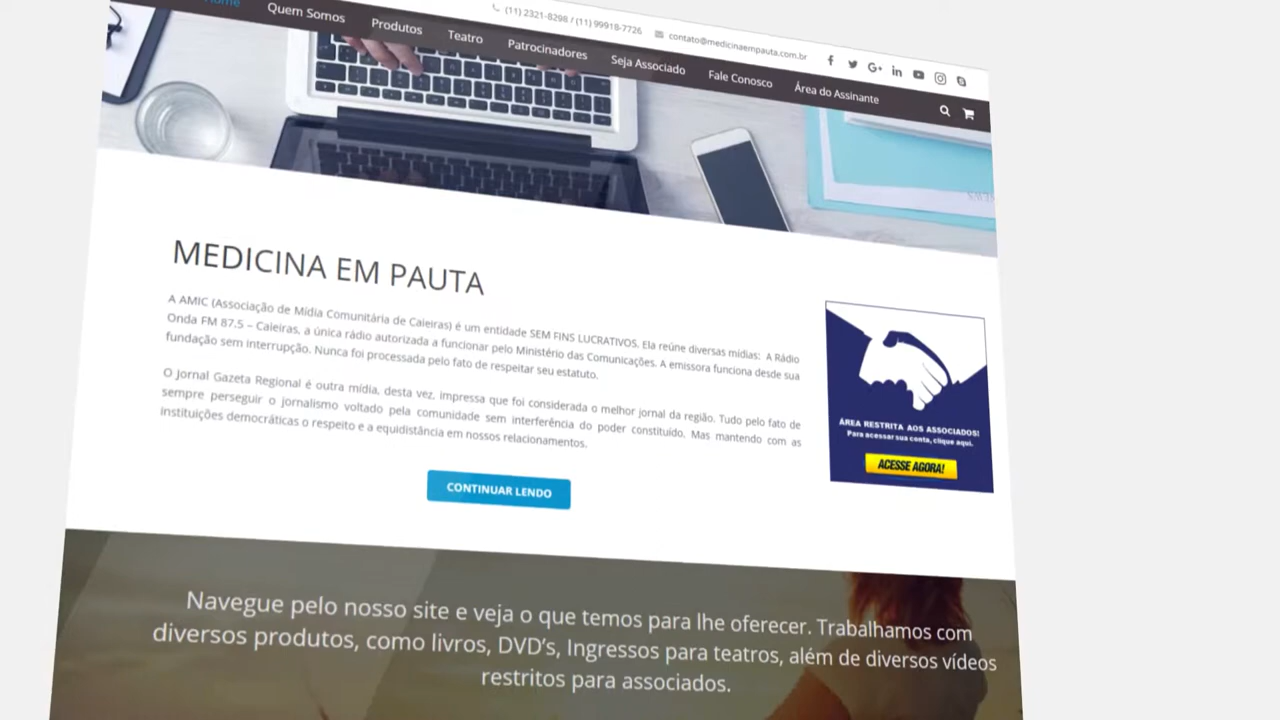 (11) 2321-8298 / (11) 99918-7726
contato@medicinaempauta.com.br
Home
Quem Somos
Produtos
Teatro
Patrocinadores
Seja Associado
Fale Conosco
Área do Assinante
MEDICINA EM PAUTA
A AMIC (Associação de Mídia Comunitária de Caieiras) é um entidade SEM FINS LUCRATIVOS. Ela reúne diversas mídias: A Rádio
Onda FM 87.5 – Caleiras, a única rádio autorizada a funcionar pelo Ministério das Comunicações. A emissora funciona desde sua
fundação sem interrupção. Nunca foi processada pelo fato de respeitar seu estatuto.
O Jornal Gazeta Regional é outra mídia, desta vez, impressa que foi considerada o melhor jornal da região. Tudo pelo fato de
sempre perseguir o jornalismo voltado pela comunidade sem interferência do poder constituído. Mas mantendo com as
instituições democráticas o respeito e a equidistância em nossos relacionamentos.
CONTINUAR LENDO
ÁREA RESTRITA AOS ASSOCIADOS!
Para acessar sua conta, clique aqui.
ACESSE AGORA!
Navegue pelo nosso site e veja o que temos para lhe oferecer. Trabalhamos com
diversos produtos, como livros, DVD's, Ingressos para teatros, além de diversos vídeos
restritos para associados.